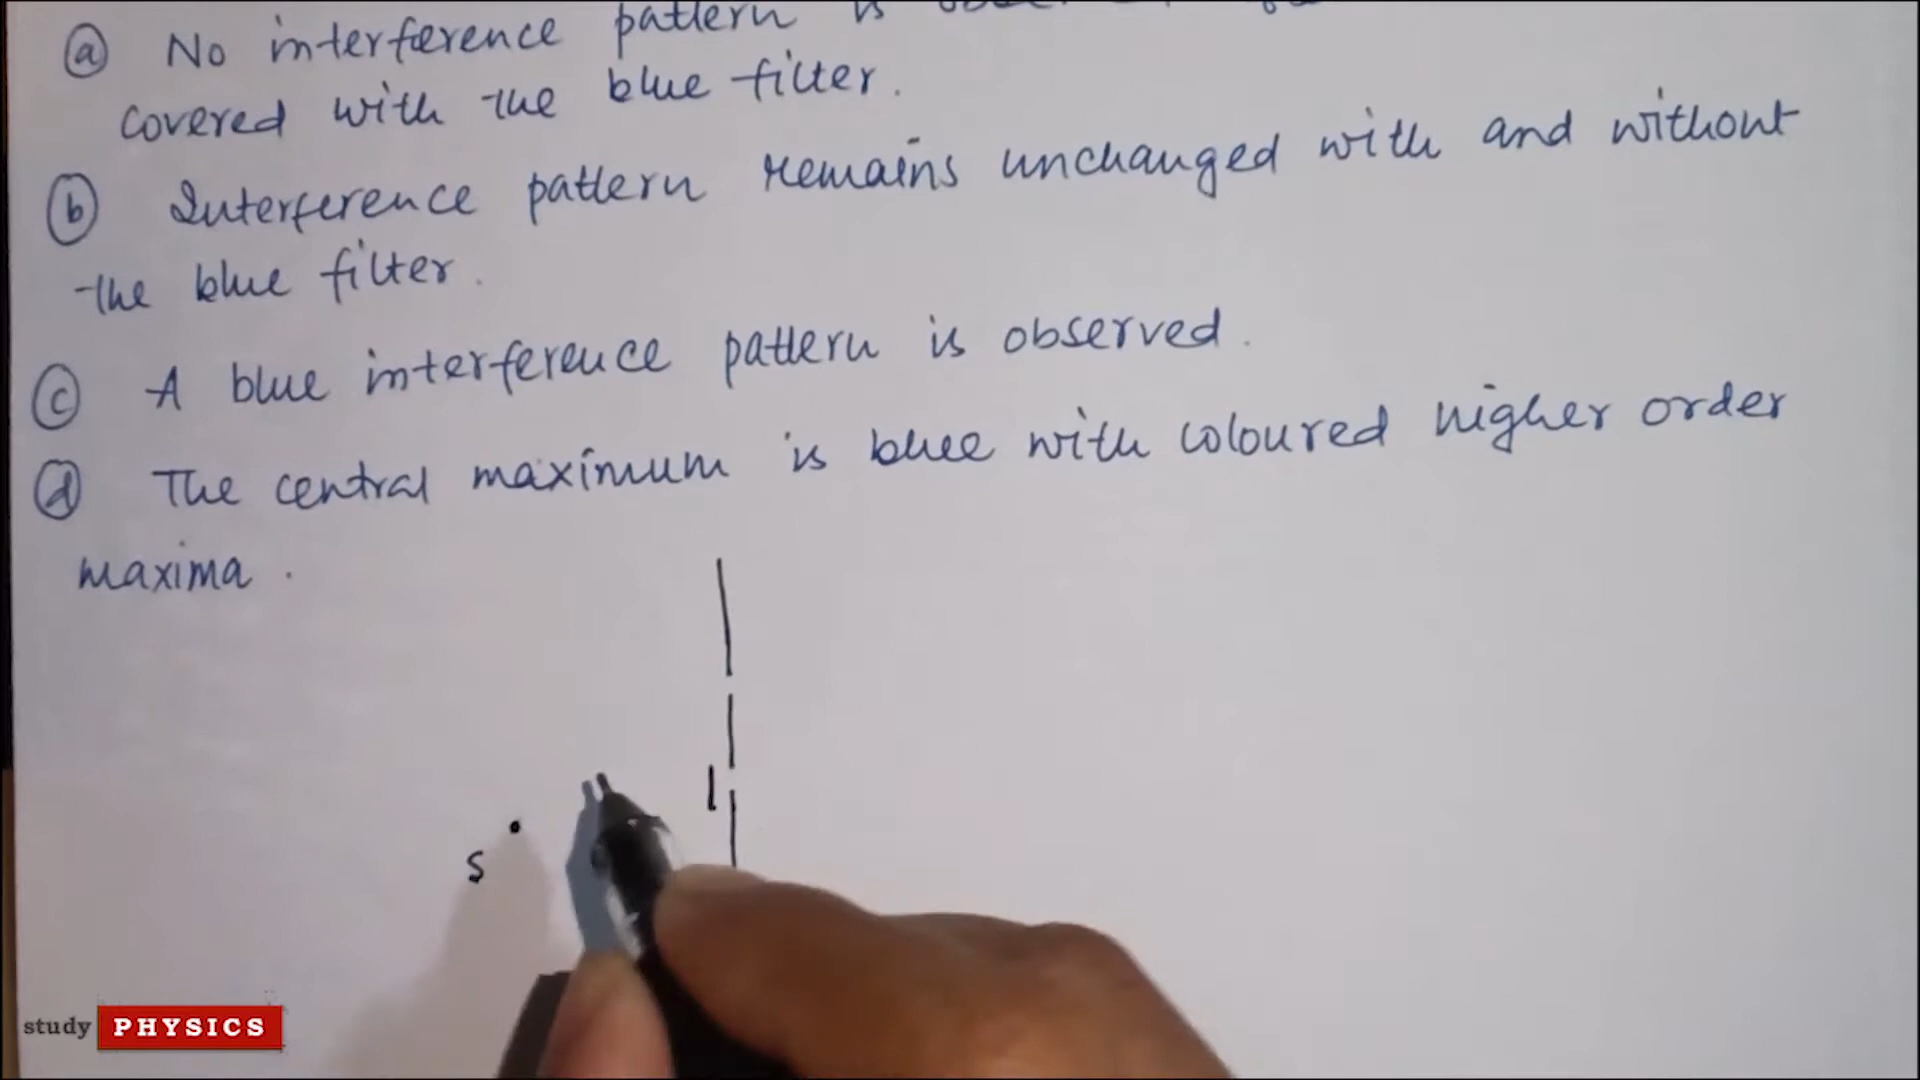 ⓐ No interference pattern is
covered with the blue filter.
ⓑ Interference pattern remains unchanged with and without
the blue filter.
ⓒ A blue interference pattern is observed.
ⓓ The central maximum is blue with coloured higher order
maxima.
S
study PHYSICS